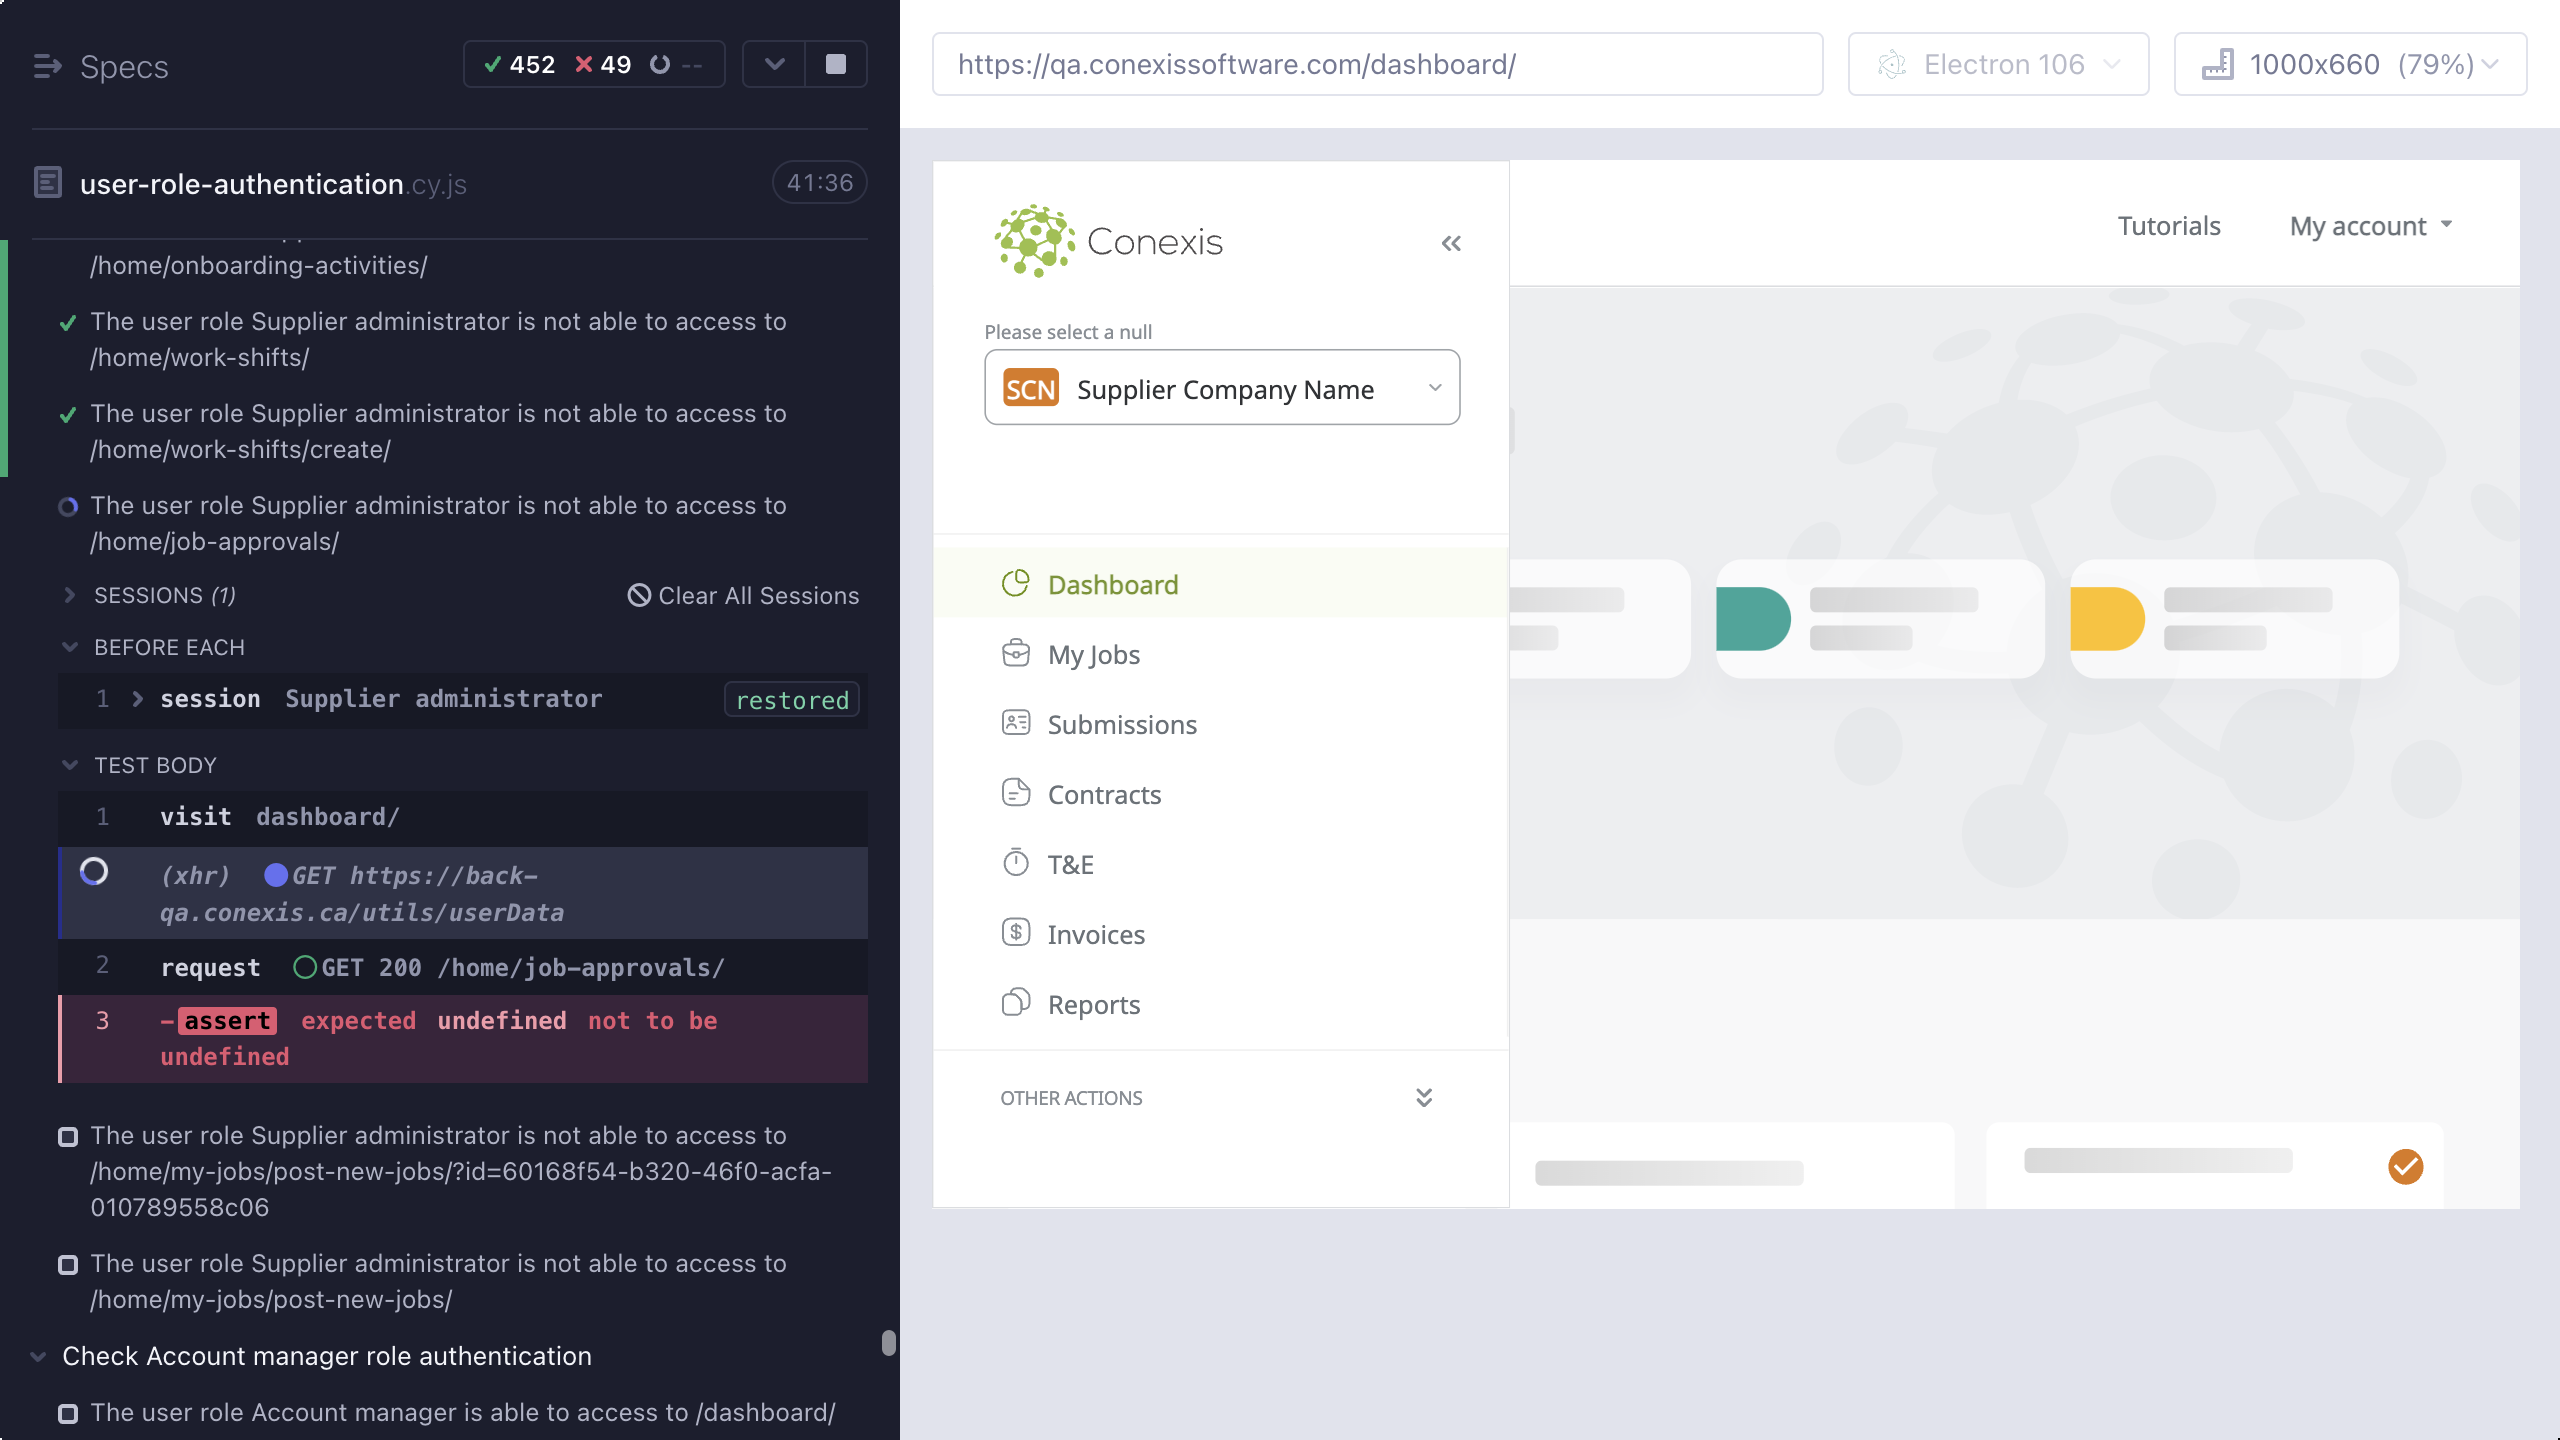 Specs
452 49 --
user-role-authentication.cy.js 41:36
/home/onboarding-activities/
The user role Supplier administrator is not able to access to
/home/work-shifts/
The user role Supplier administrator is not able to access to
/home/work-shifts/create/
The user role Supplier administrator is not able to access to
/home/job-approvals/
SESSIONS (1) Clear All Sessions
BEFORE EACH
1 session Supplier administrator restored
TEST BODY
1 visit dashboard/
(xhr) GET https://back-
qa.conexis.ca/utils/userData
2 request GET 200 /home/job-approvals/
3 -assert expected undefined not to be
undefined
The user role Supplier administrator is not able to access to
/home/my-jobs/post-new-jobs/?id=60168f54-b320-46f0-acfa-
010789558c06
The user role Supplier administrator is not able to access to
/home/my-jobs/post-new-jobs/
Check Account manager role authentication
The user role Account manager is able to access to /dashboard/
https://qa.conexissoftware.com/dashboard/
Electron 106
1000x660 (79%)
Conexis
Tutorials
My account
Please select a null
SCN Supplier Company Name
Dashboard
My Jobs
Submissions
Contracts
T&E
Invoices
Reports
OTHER ACTIONS